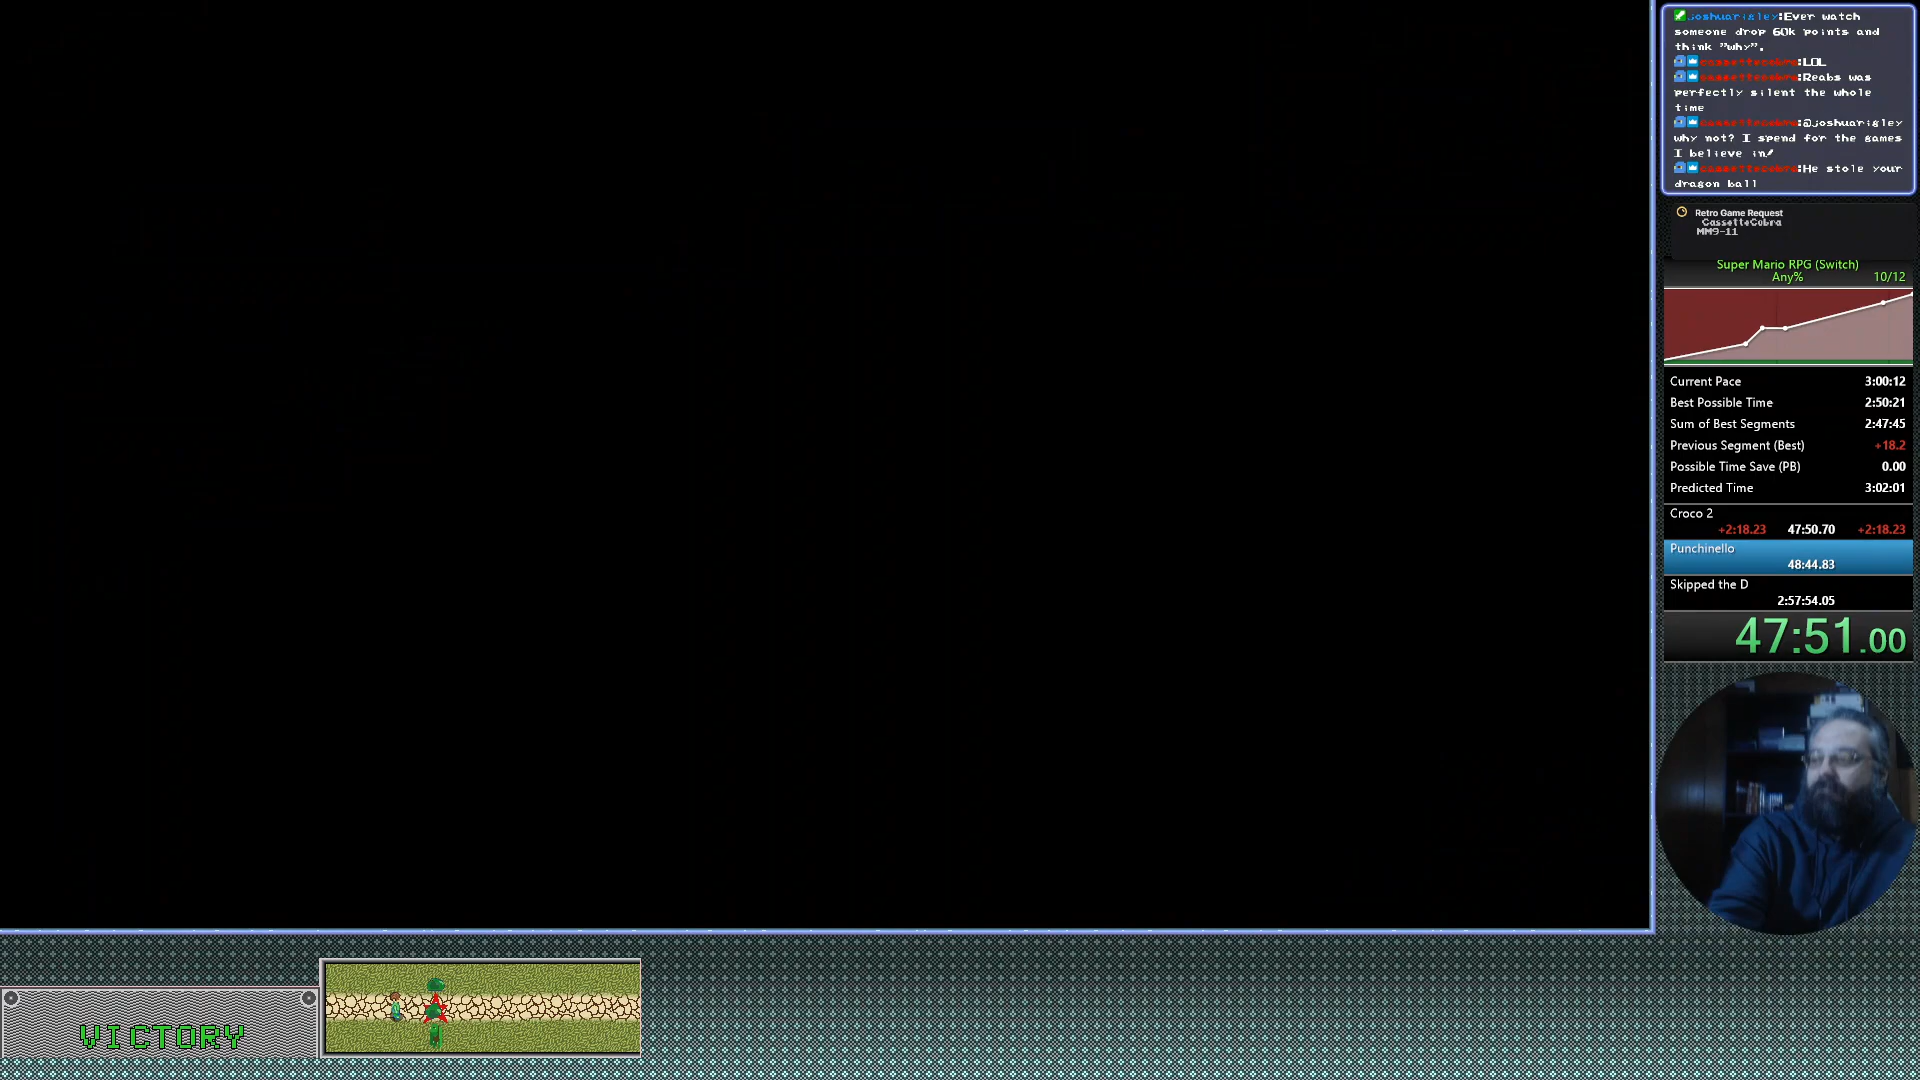 joshuarigley:Ever watch
someone drop 60k points and
think "why".
cassettecobra:LOL
cassettecobra:Reabs was
perfectly silent the whole
time
cassettecobra:@joshuarigley
why not? I spend for the games
I believe in!
cassettecobra:He stole your
dragon ball
Retro Game Request
CassetteCobra
MM9-11
Super Mario RPG (Switch)
Any% 10/12
Current Pace 3:00:12
Best Possible Time 2:50:21
Sum of Best Segments 2:47:45
Previous Segment (Best) +18.2
Possible Time Save (PB) 0.00
Predicted Time 3:02:01
Croco 2
+2:18.23 47:50.70 +2:18.23
Punchinello
48:44.83
Skipped the D
2:57:54.05
47:51.00
VICTORY